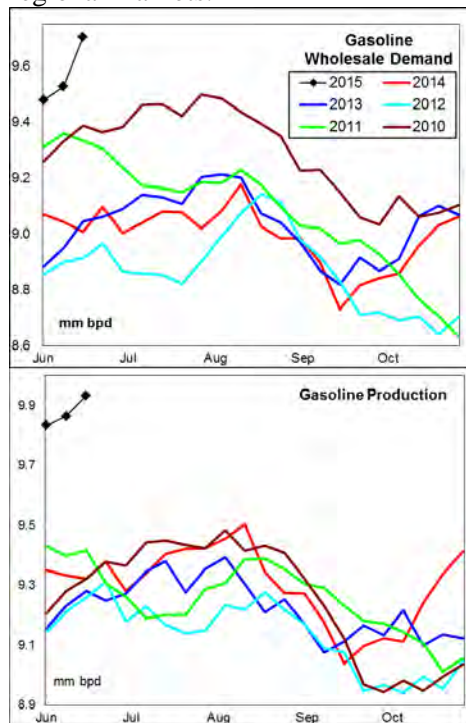 Gasoline
Wholesale Demand
2015 2014
2013 2012
2011 2010
9.6
9.4
9.2
9.0
8.8
8.6
mm bpd
Jun Jul Aug Sep Oct
Gasoline Production
9.9
9.7
9.5
9.3
9.1
8.9
Jun Jul Aug Sep Oct